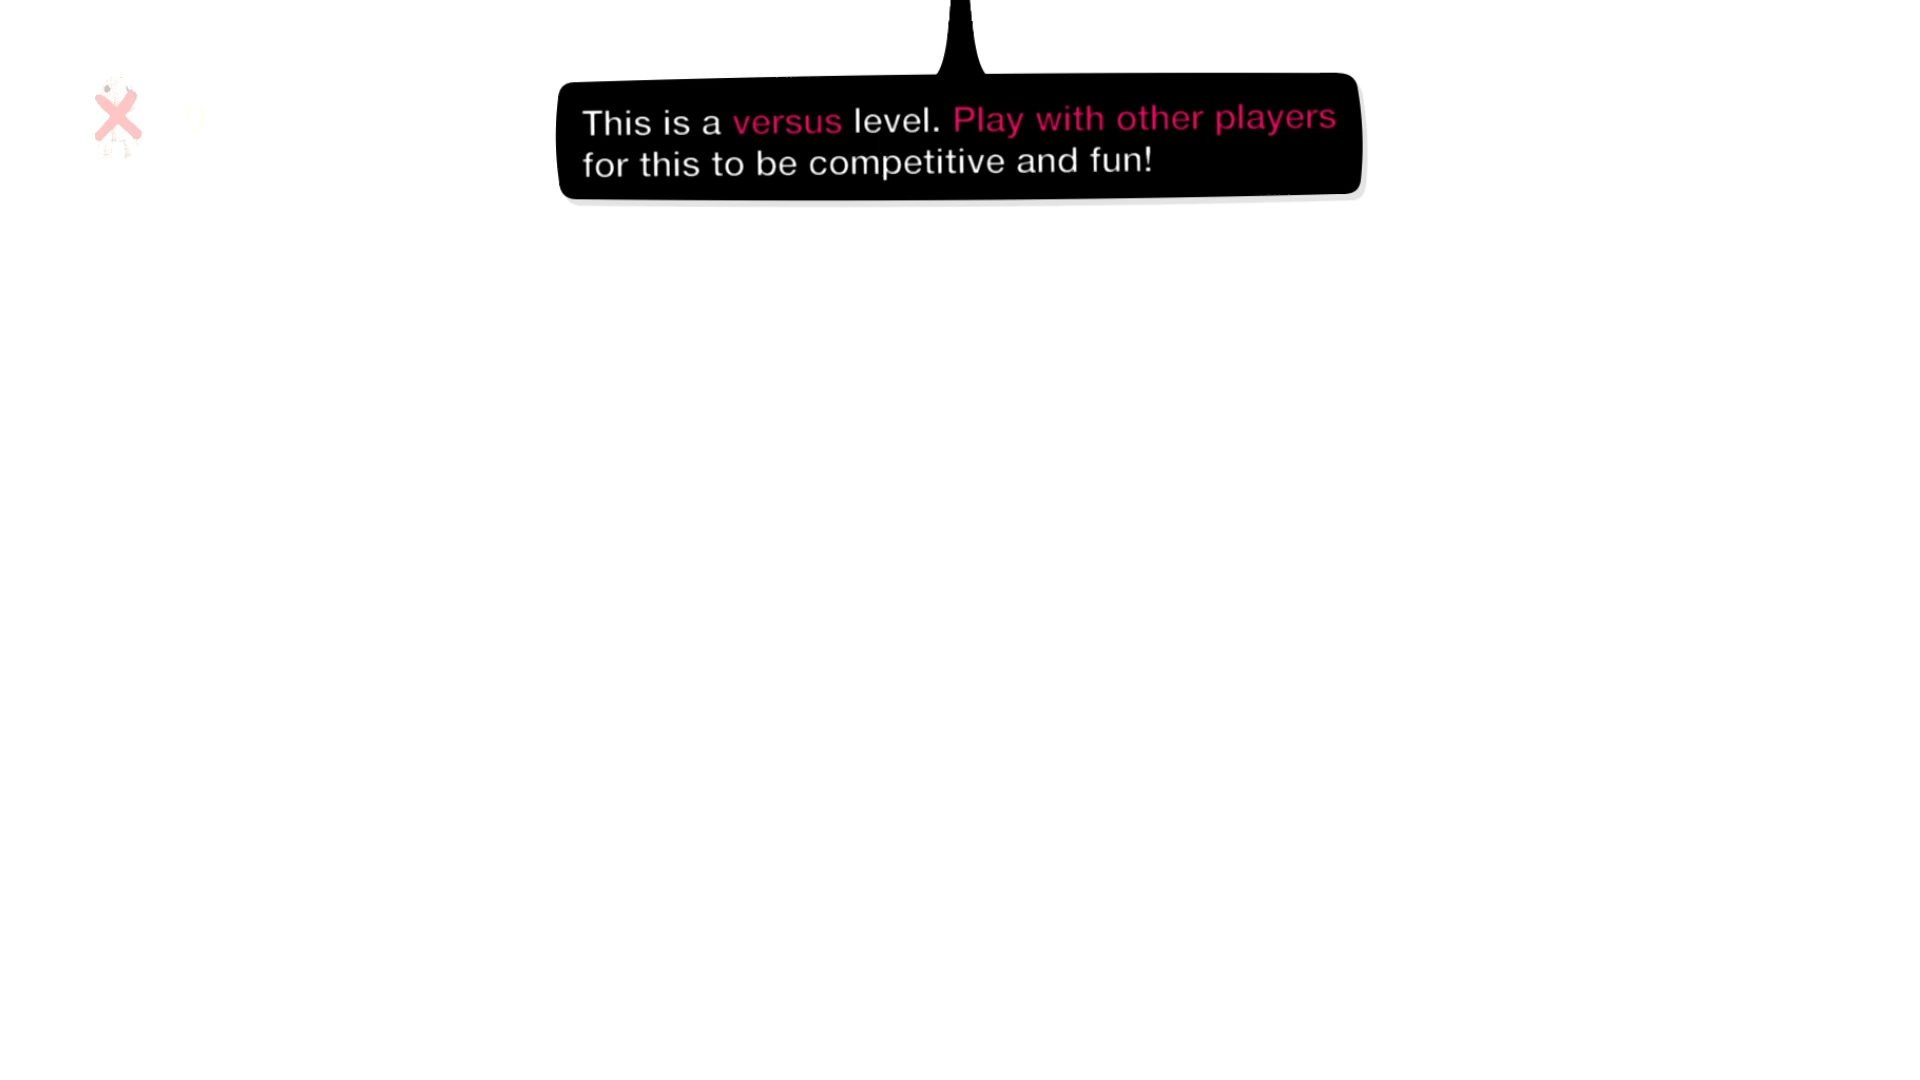 This is a versus level. Play with other players
for this to be competitive and fun!